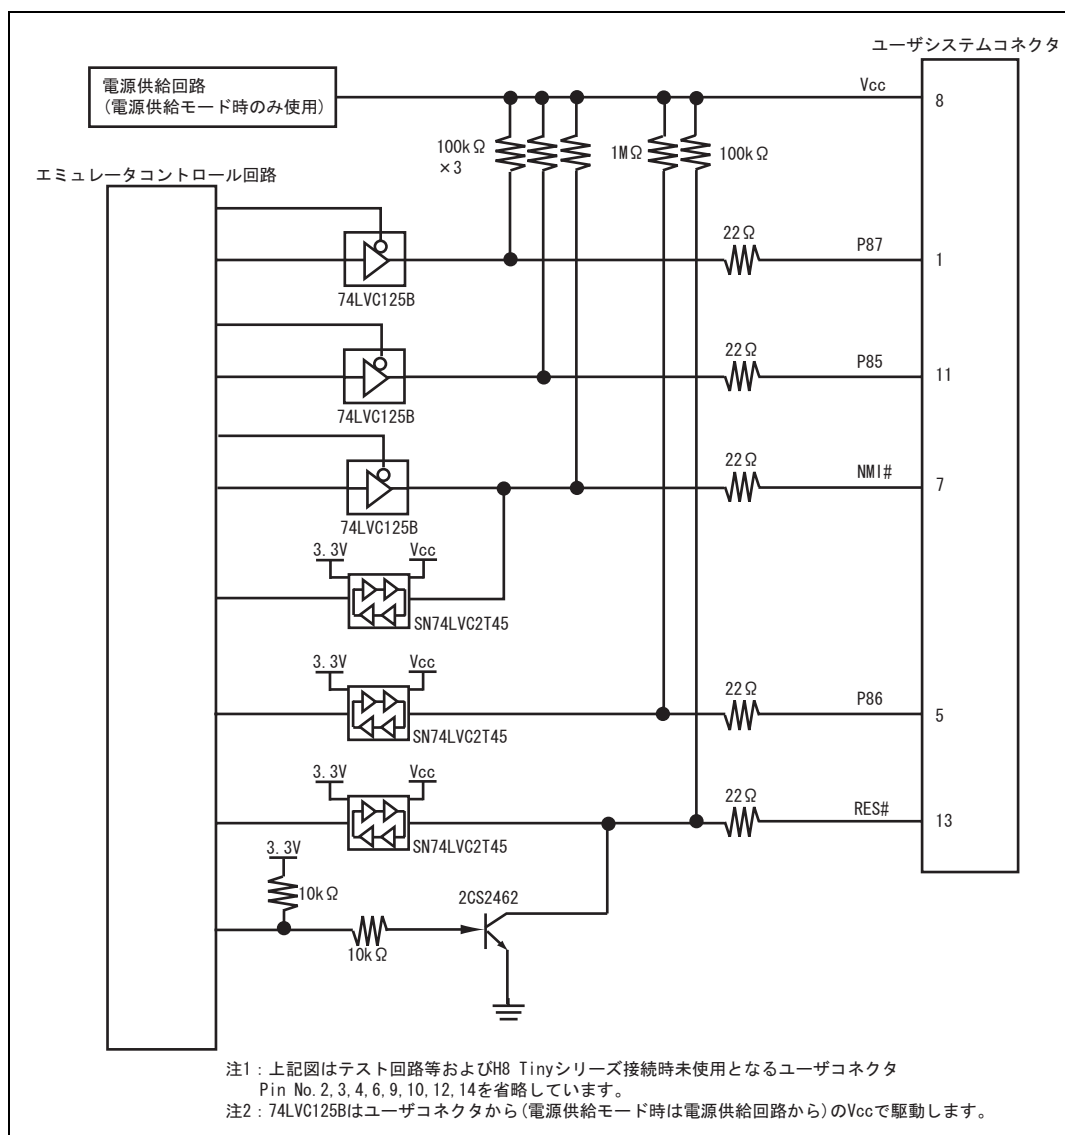 ユーザシステムコネクタ
電源供給回路
(電源供給モード時のみ使用)
Vcc
8
100kΩ
×3
1MΩ
100kΩ
エミュレータコントロール回路
22Ω
P87
1
74LVC125B
22Ω
P85
11
74LVC125B
22Ω
NMI#
7
74LVC125B
3.3V
Vcc
SN74LVC2T45
3.3V
Vcc
22Ω
P86
5
SN74LVC2T45
3.3V
Vcc
22Ω
RES#
13
SN74LVC2T45
3.3V
10kΩ
2CS2462
10kΩ
注1：上記図はテスト回路等およびH8 Tinyシリーズ接続時未使用となるユーザコネクタ
Pin No.2,3,4,6,9,10,12,14を省略しています。
注2：74LVC125Bはユーザコネクタから(電源供給モード時は電源供給回路から)のVccで駆動します。